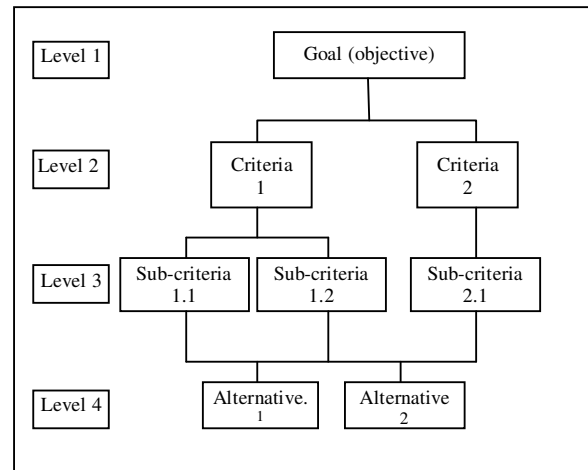 Level 1
Goal (objective)
Level 2
Criteria
1
Criteria
2
Level 3
Sub-criteria
1.1
Sub-criteria
1.2
Sub-criteria
2.1
Level 4
Alternative.
1
Alternative
2